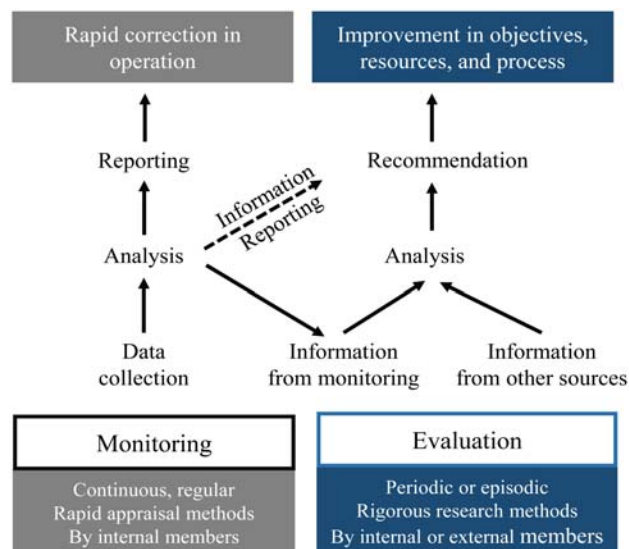 Rapid correction in
operation
Improvement in objectives,
resources, and process
Reporting
Recommendation
Information
Reporting
Analysis
Analysis
Data
collection
Information
from monitoring
Information
from other sources
Monitoring
Evaluation
Continuous, regular
Rapid appraisal methods
By internal members
Periodic or episodic
Rigorous research methods
By internal or external members